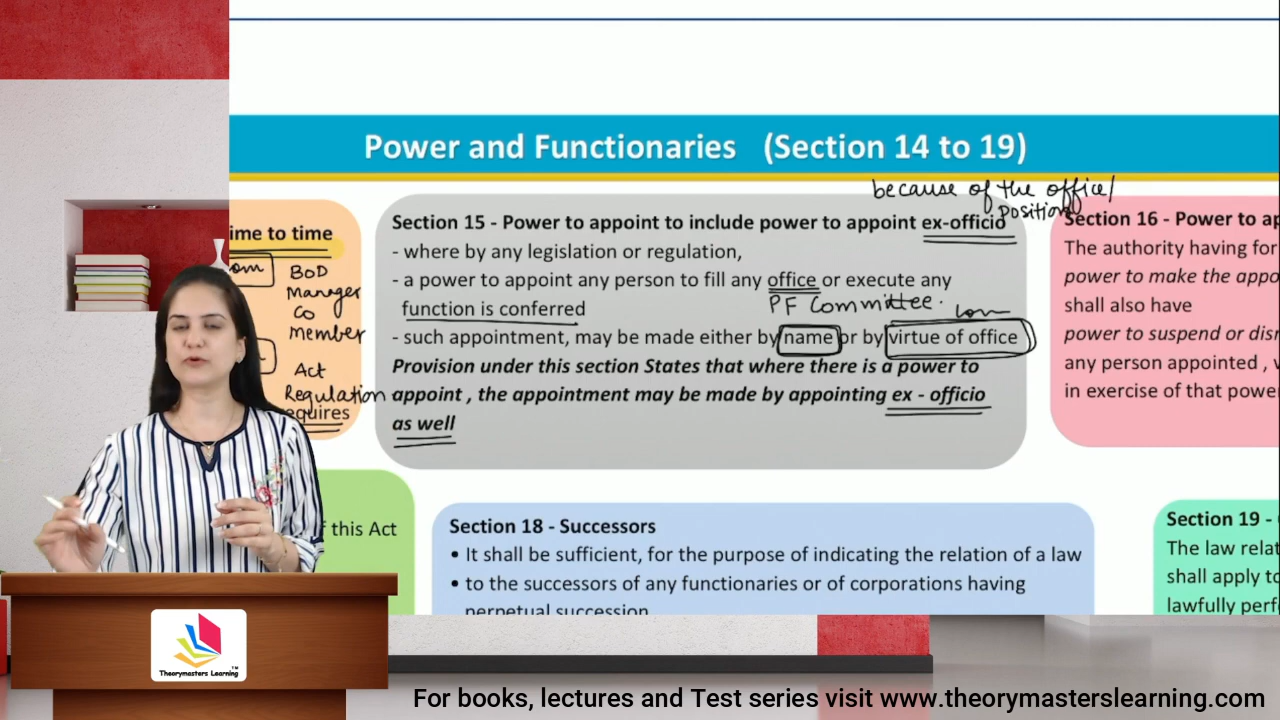 Power and Functionaries (Section 14 to 19)
because of the office/
position
ime to time
om
BoD
Manager
Co
member
Act
Regulation
equires
Section 15 - Power to appoint to include power to appoint ex-officio
- where by any legislation or regulation,
- a power to appoint any person to fill any office or execute any
function is conferred
PF Committee.
- such appointment, may be made either by name or by virtue of office
Provision under this section States that where there is a power to
appoint , the appointment may be made by appointing ex - officio
as well
Section 16 - Power to ap
The authority having for
power to make the appo
shall also have
power to suspend or disr
any person appointed , v
in exercise of that power
f this Act
Section 18 - Successors
• It shall be sufficient, for the purpose of indicating the relation of a law
• to the successors of any functionaries or of corporations having
perpetual succession
Section 19 -
The law relat
shall apply to
lawfully perf
Theorymasters Learning™
For books, lectures and Test series visit www.theorymasterslearning.com